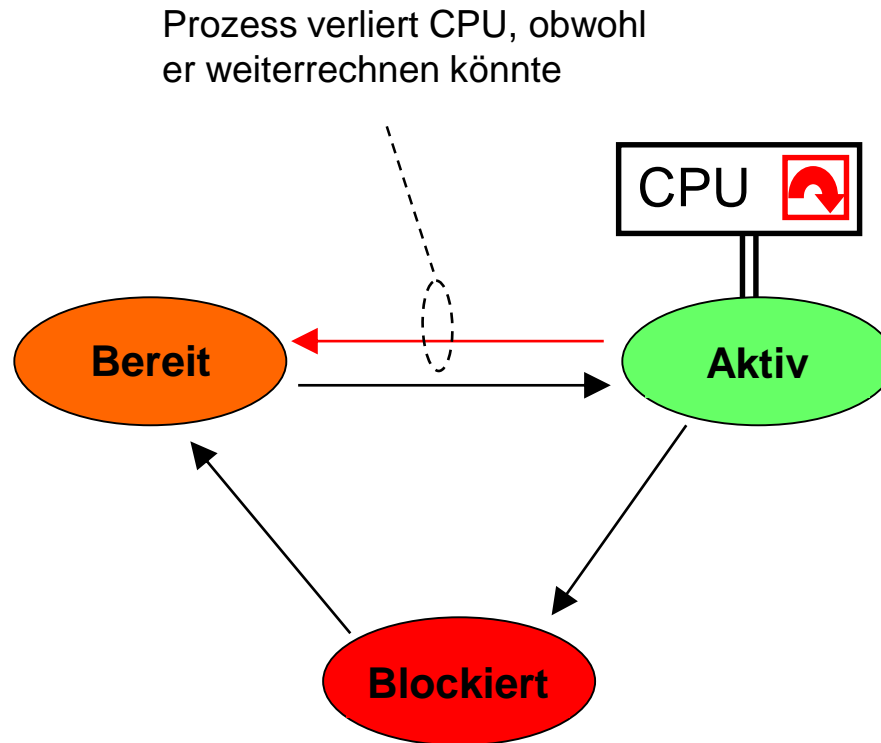 Prozess verliert CPU, obwohl
er weiterrechnen könnte
CPU
Bereit
Aktiv
Blockiert